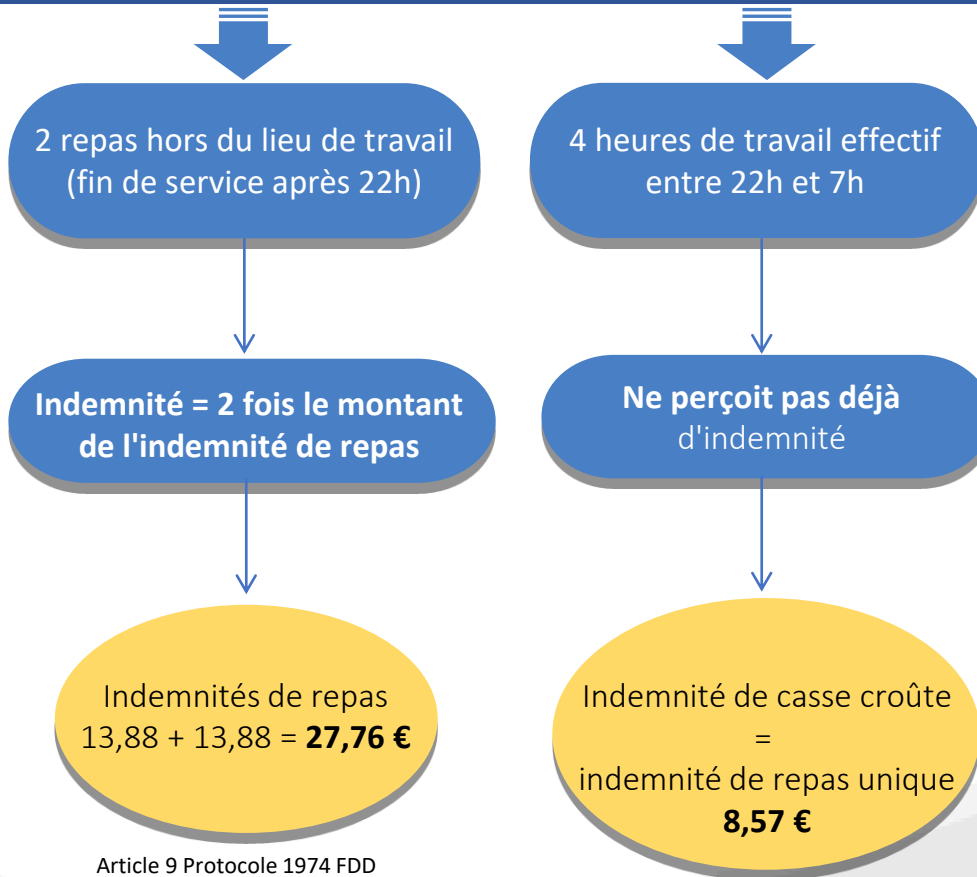 2 repas hors du lieu de travail
(fin de service après 22h)
Indemnité = 2 fois le montant
de l'indemnité de repas
Indemnités de repas
13,88 + 13,88 = 27,76 €
Article 9 Protocole 1974 FDD
4 heures de travail effectif
entre 22h et 7h
Ne perçoit pas déjà
d'indemnité
Indemnité de casse croûte
=
indemnité de repas unique
8,57 €